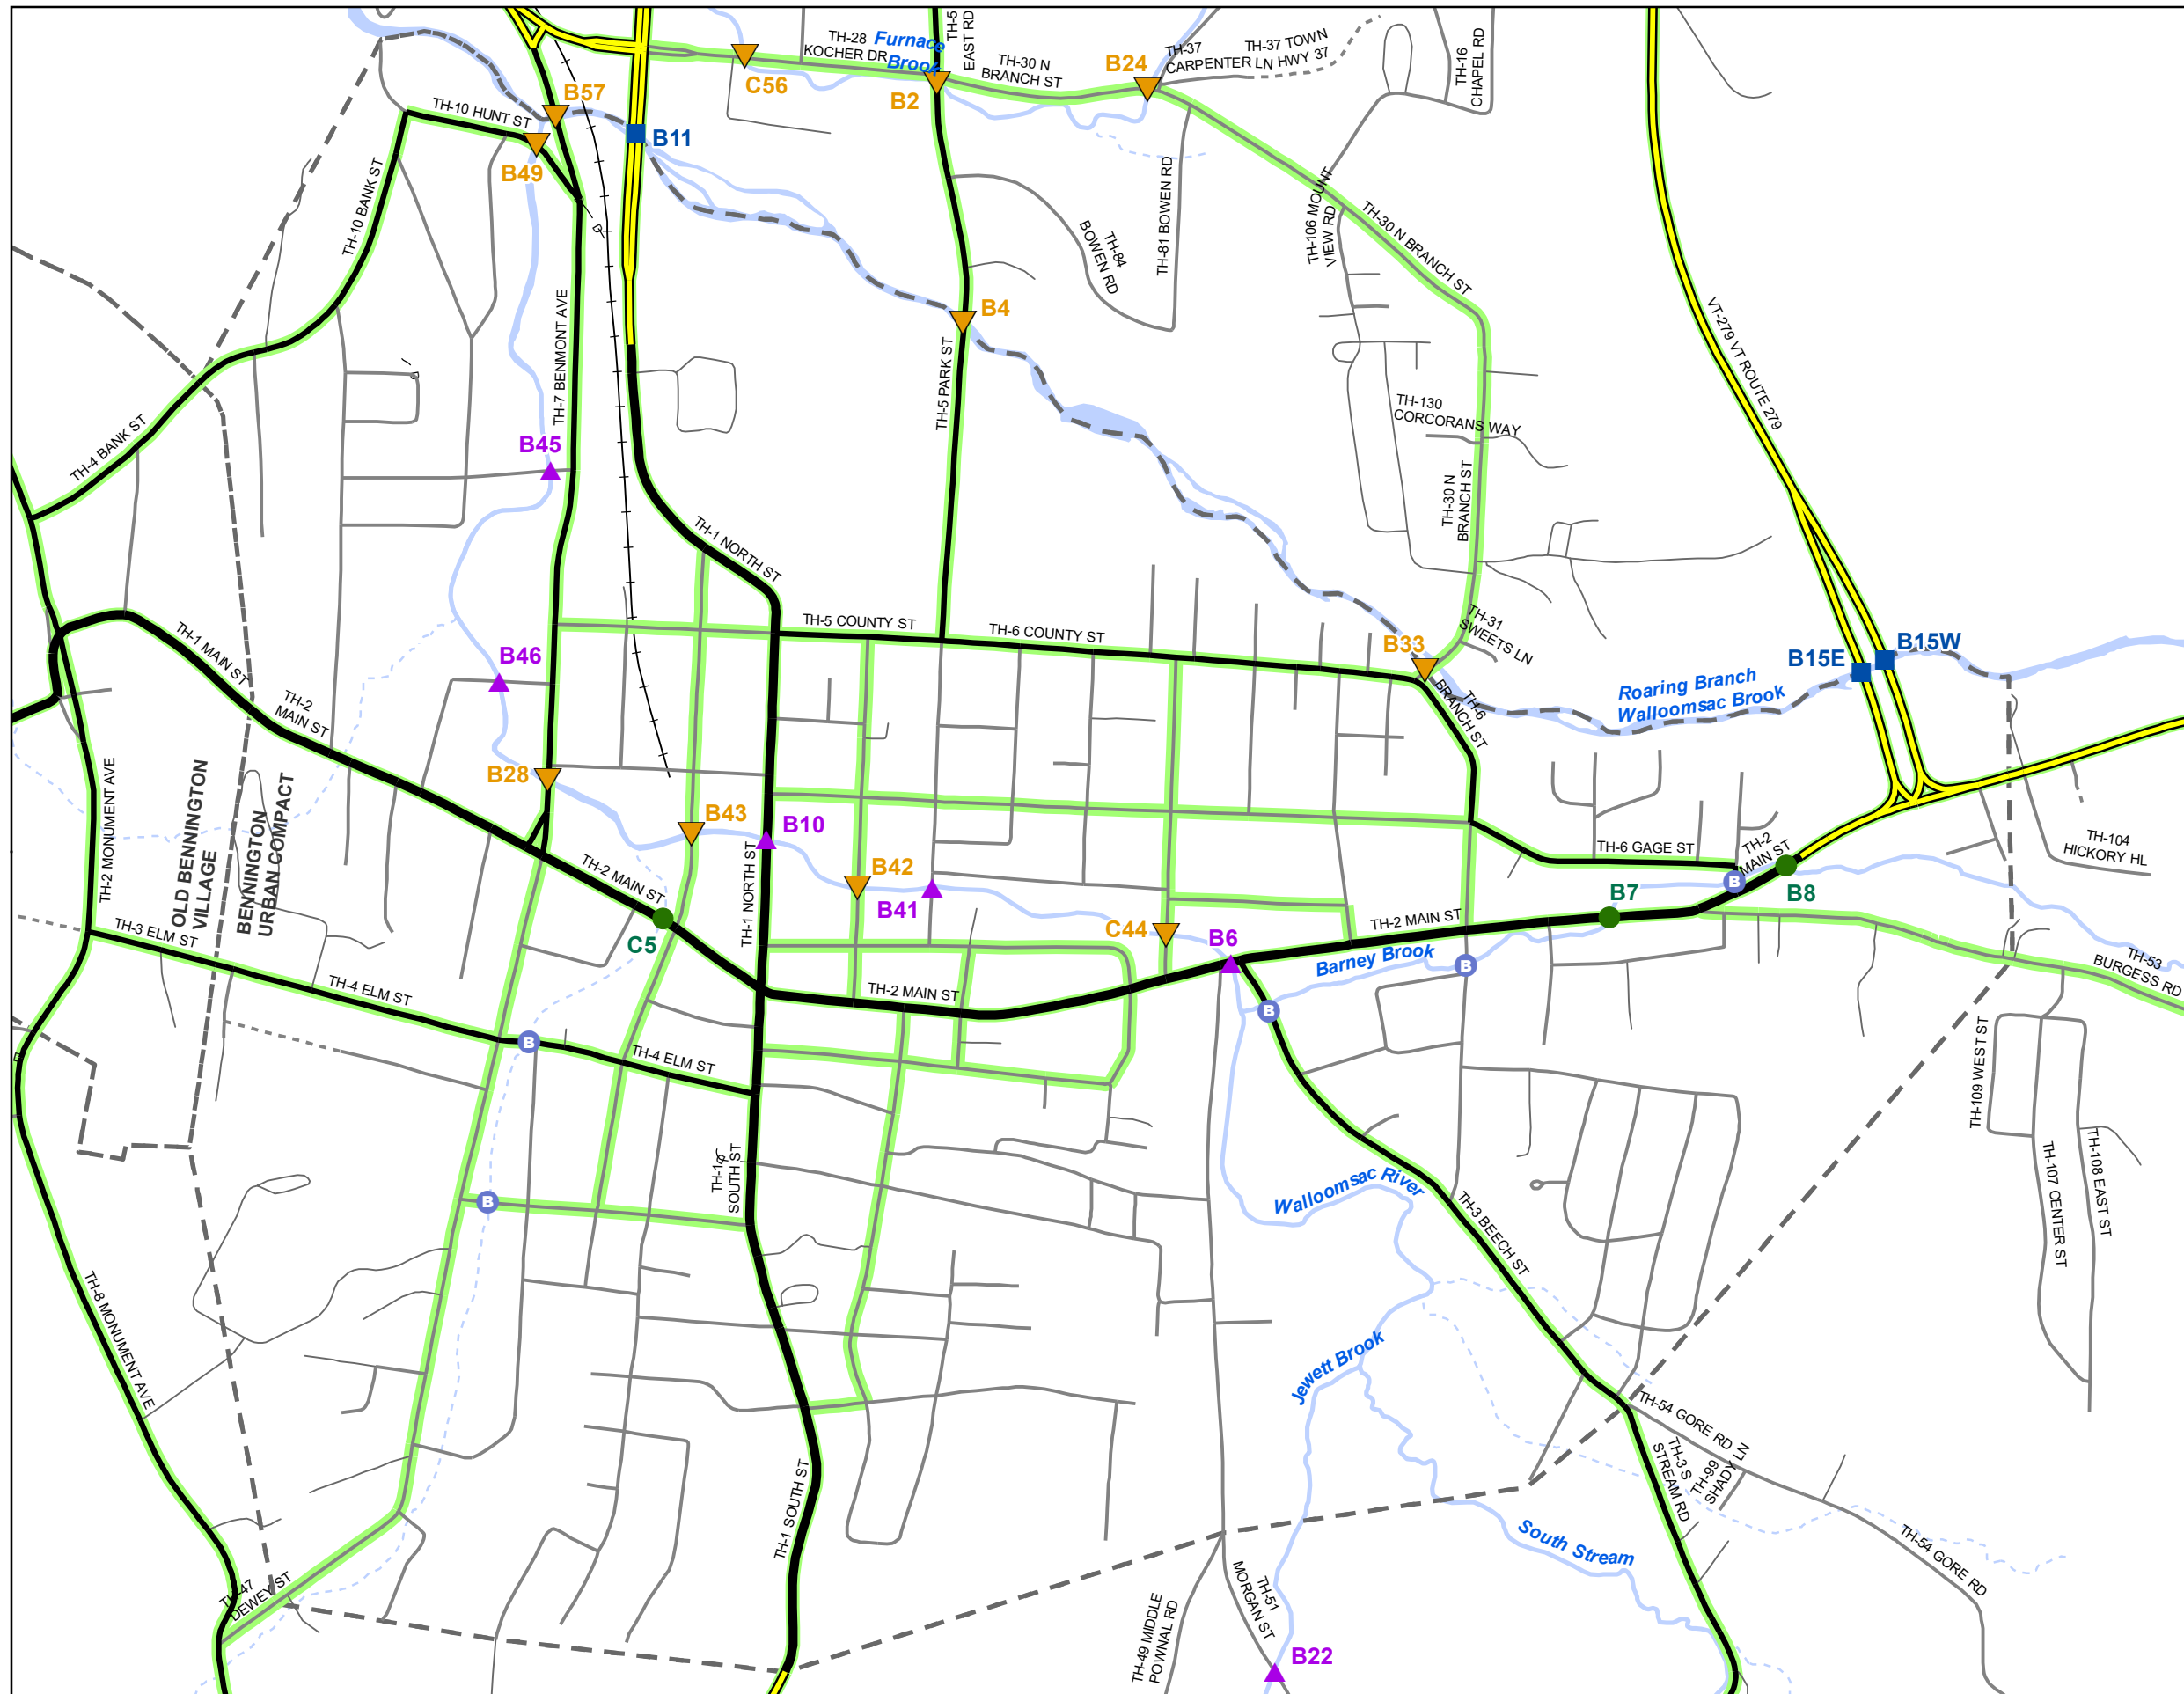 TH-28
KOCHER DR
Furnace
Brook
TH-5
EAST RD
TH-30 N
BRANCH ST
B24
TH-37
CARPENTER LN
TH-37 TOWN
HWY 37
TH-16
CHAPEL RD
C56
B2
B57
TH-10 HUNT ST
B11
B49
TH-10 BANK ST
TH-84
BOWEN RD
TH-81 BOWEN RD
TH-106 MOUNT
VIEW RD
TH-30 N BRANCH ST
B4
TH-7 BENMONT AVE
TH-5 PARK ST
VT-279 VT ROUTE 279
TH-4 BANK ST
TH-130
CORCORANS WAY
B45
TH-30 N
BRANCH ST
TH-1 NORTH ST
TH-5 COUNTY ST
TH-6 COUNTY ST
TH-31
SWEETS LN
B33
B15W
B15E
TH-1 MAIN ST
TH-2
MAIN ST
B46
TH-6
BRANCH ST
Roaring Branch
Walloomsac Brook
TH-2 MONUMENT AVE
OLD BENNINGTON
VILLAGE
BENNINGTON
URBAN COMPACT
B28
B43
B10
TH-6 GAGE ST
TH-2
MAIN ST
TH-104
HICKORY HL
TH-2 MAIN ST
B42
B41
B
B7
B8
TH-1 NORTH ST
TH-3 ELM ST
C5
C44
B6
TH-2 MAIN ST
Barney Brook
B
TH-53
BURGESS RD
TH-4 ELM ST
TH-2 MAIN ST
B
B
TH-4 ELM ST
TH-109 WEST ST
TH-1
SOUTH ST
Walloomsac River
TH-107 CENTER ST
TH-108 EAST ST
B
TH-3 BEECH ST
TH-8 MONUMENT AVE
Jewett Brook
TH-54 GORE RD
TH-3 S
STREAM RD
TH-99
SHADY LN
TH-1 SOUTH ST
South Stream
TH-54 GORE RD
TH-47
DEWEY ST
TH-49 MIDDLE
POWNAL RD
TH-51
MORGAN ST
B22